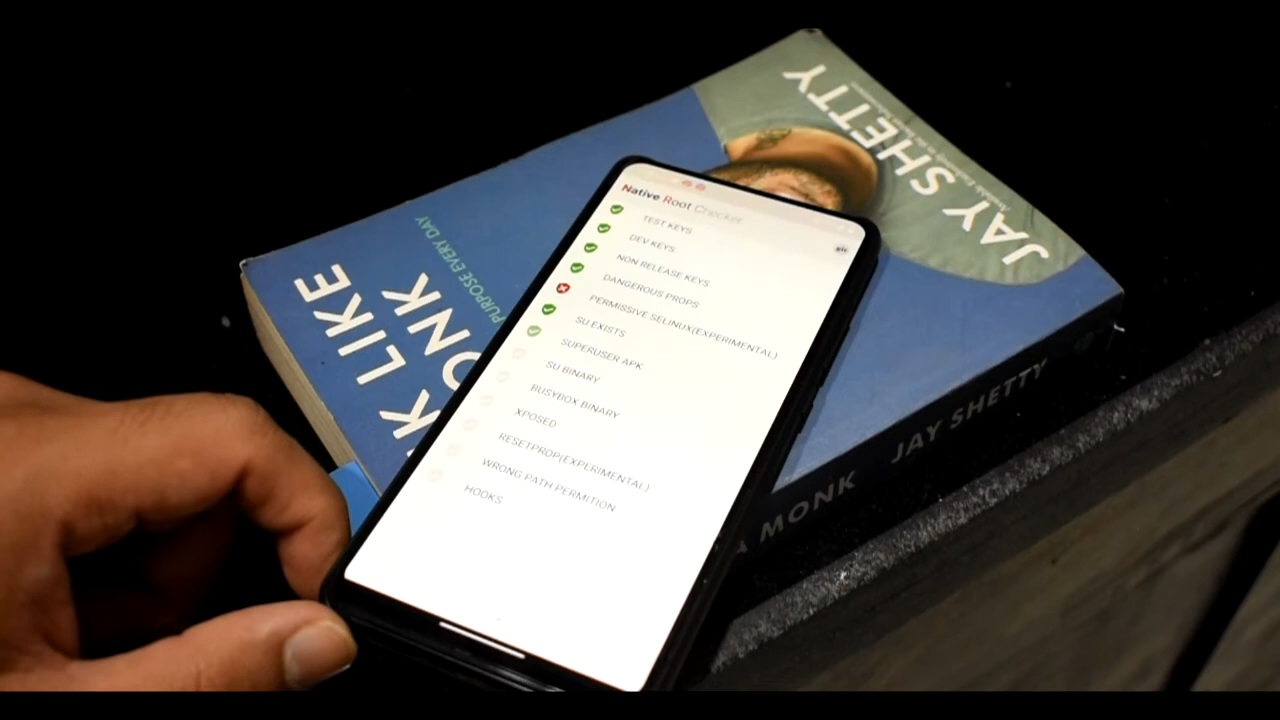 Native Root Checker
TEST KEYS
DEV KEYS
NON RELEASE KEYS
DANGEROUS PROPS
PERMISSIVE SELINUX(EXPERIMENTAL)
SU EXISTS
SUPERUSER APK
SU BINARY
BUSYBOX BINARY
XPOSED
RESETPROP(EXPERIMENTAL)
WRONG PATH PERMITION
HOOKS
JAY SHETTY
LIKE
PURPOSE EVERY DAY
A MONK JAY SHETTY